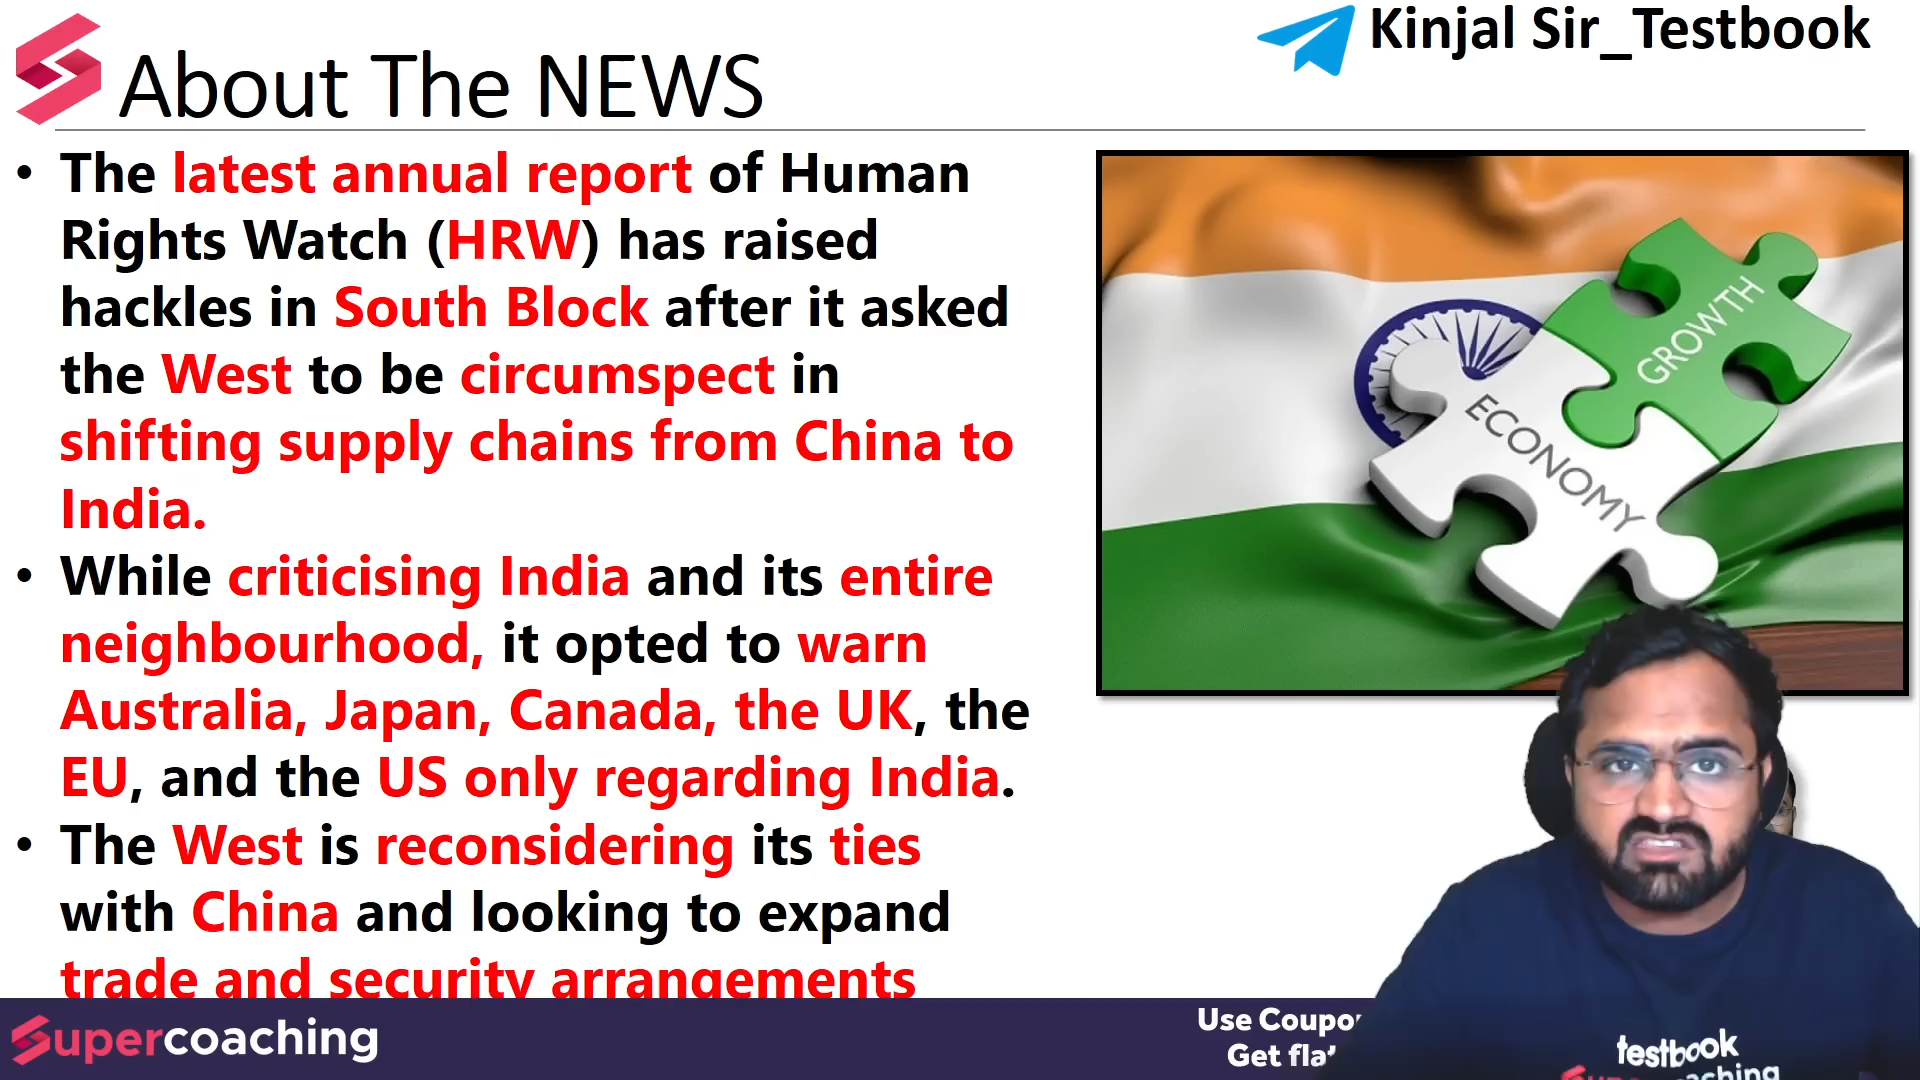 Kinjal Sir_Testbook
About The NEWS
• The latest annual report of Human
Rights Watch (HRW) has raised
hackles in South Block after it asked
the West to be circumspect in
shifting supply chains from China to
India.
• While criticising India and its entire
neighbourhood, it opted to warn
Australia, Japan, Canada, the UK, the
EU, and the US only regarding India.
• The West is reconsidering its ties
with China and looking to expand
trade and security arrangements
GROWTH
ECONOMY
Supercoaching
Use Coupo
Get fla
testbook